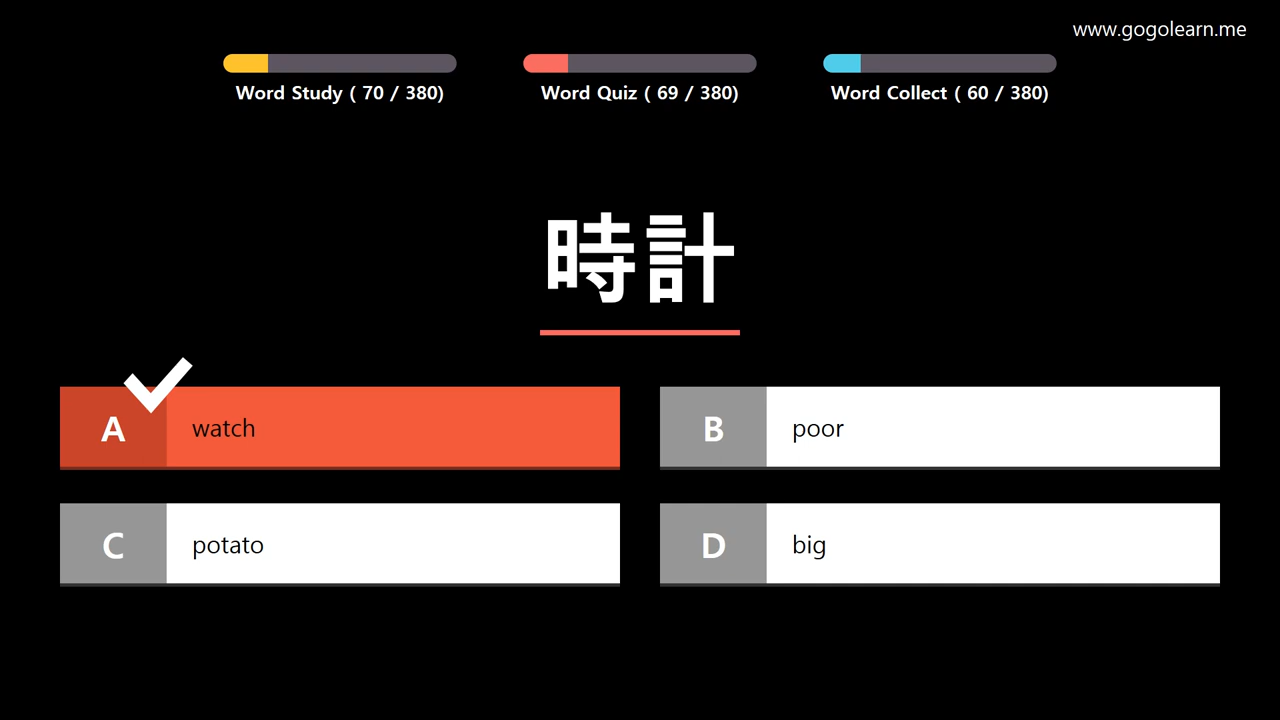 www.gogolearn.me
Word Study ( 70 / 380)
Word Quiz ( 69 / 380)
Word Collect ( 60 / 380)
時計
A watch
B poor
C potato
D big